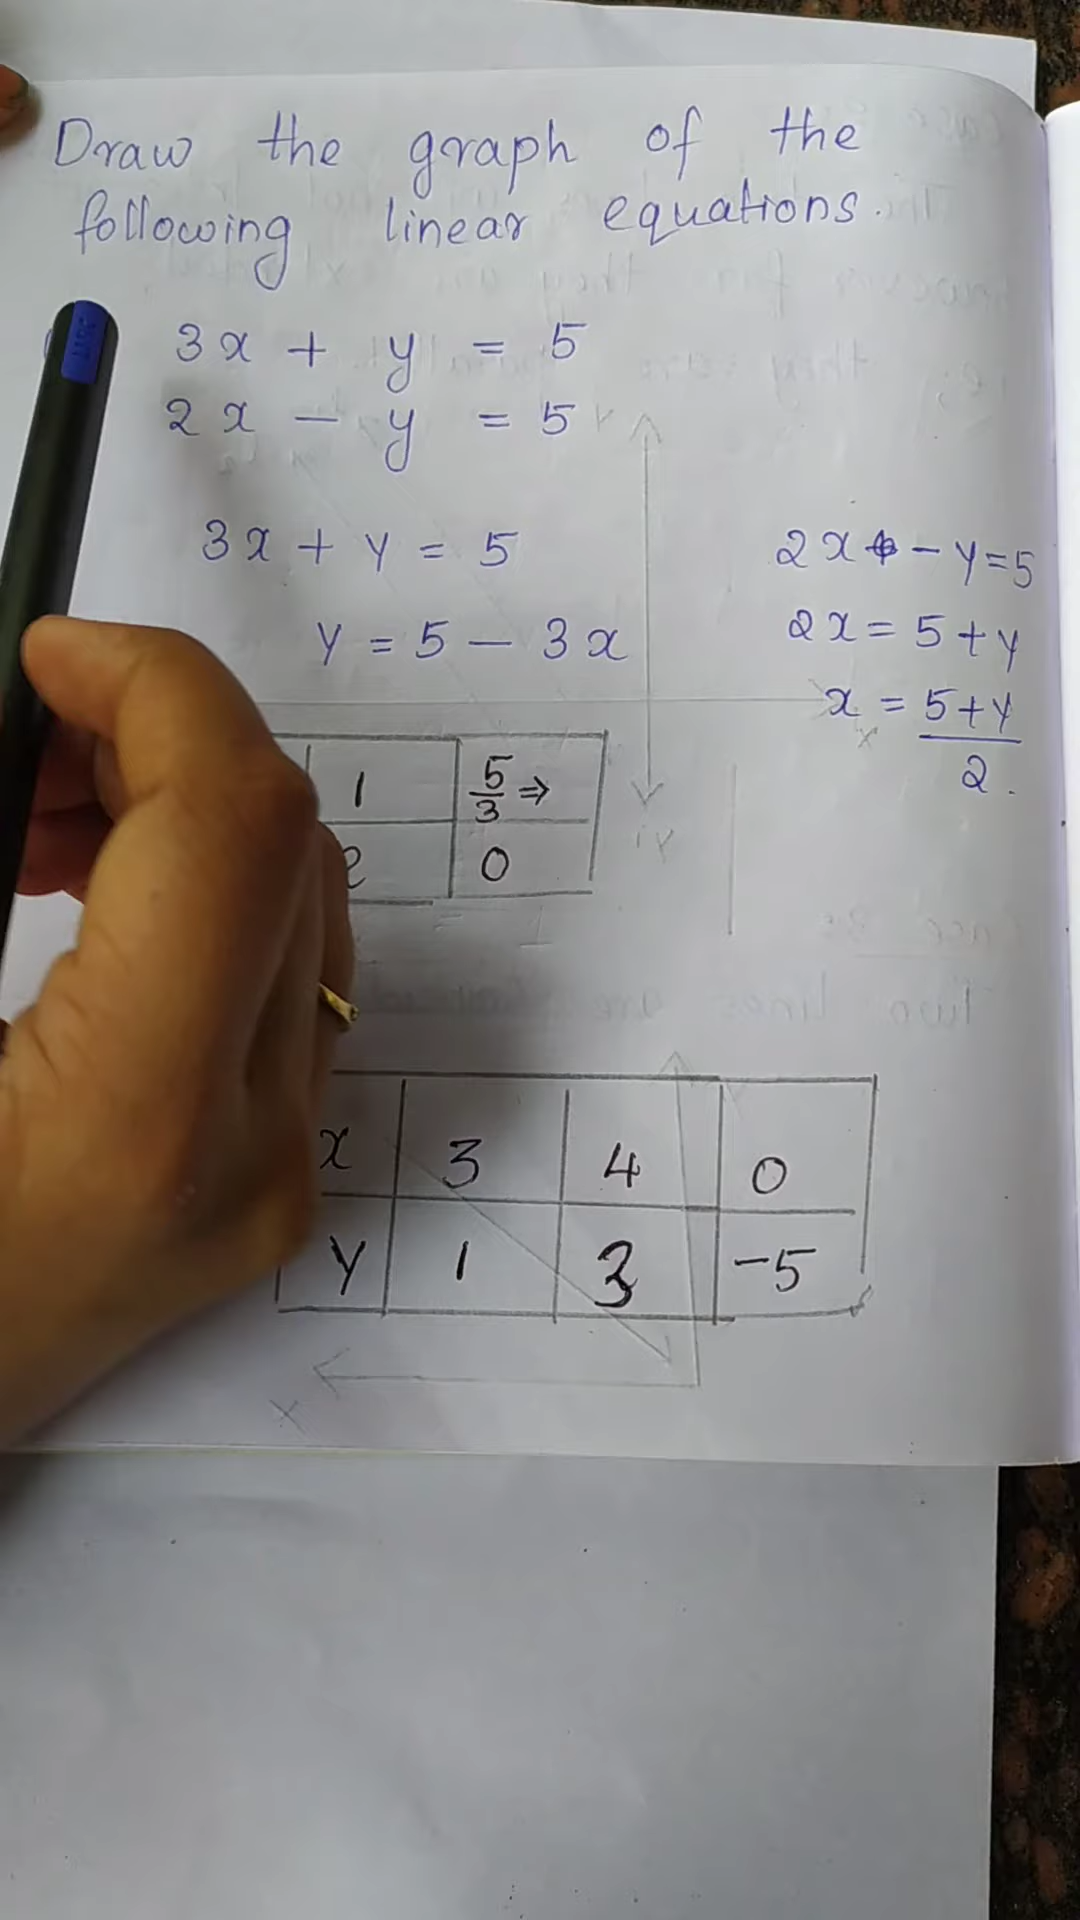 Draw the graph of the
following linear equations.
3x + y = 5
2x - y = 5
3x + y = 5
y = 5 - 3x
2x - y = 5
2x = 5 + y
x = 5+y
2.
1 5/3 ⇒
2 0
x 3 4 0
y 1 3 -5